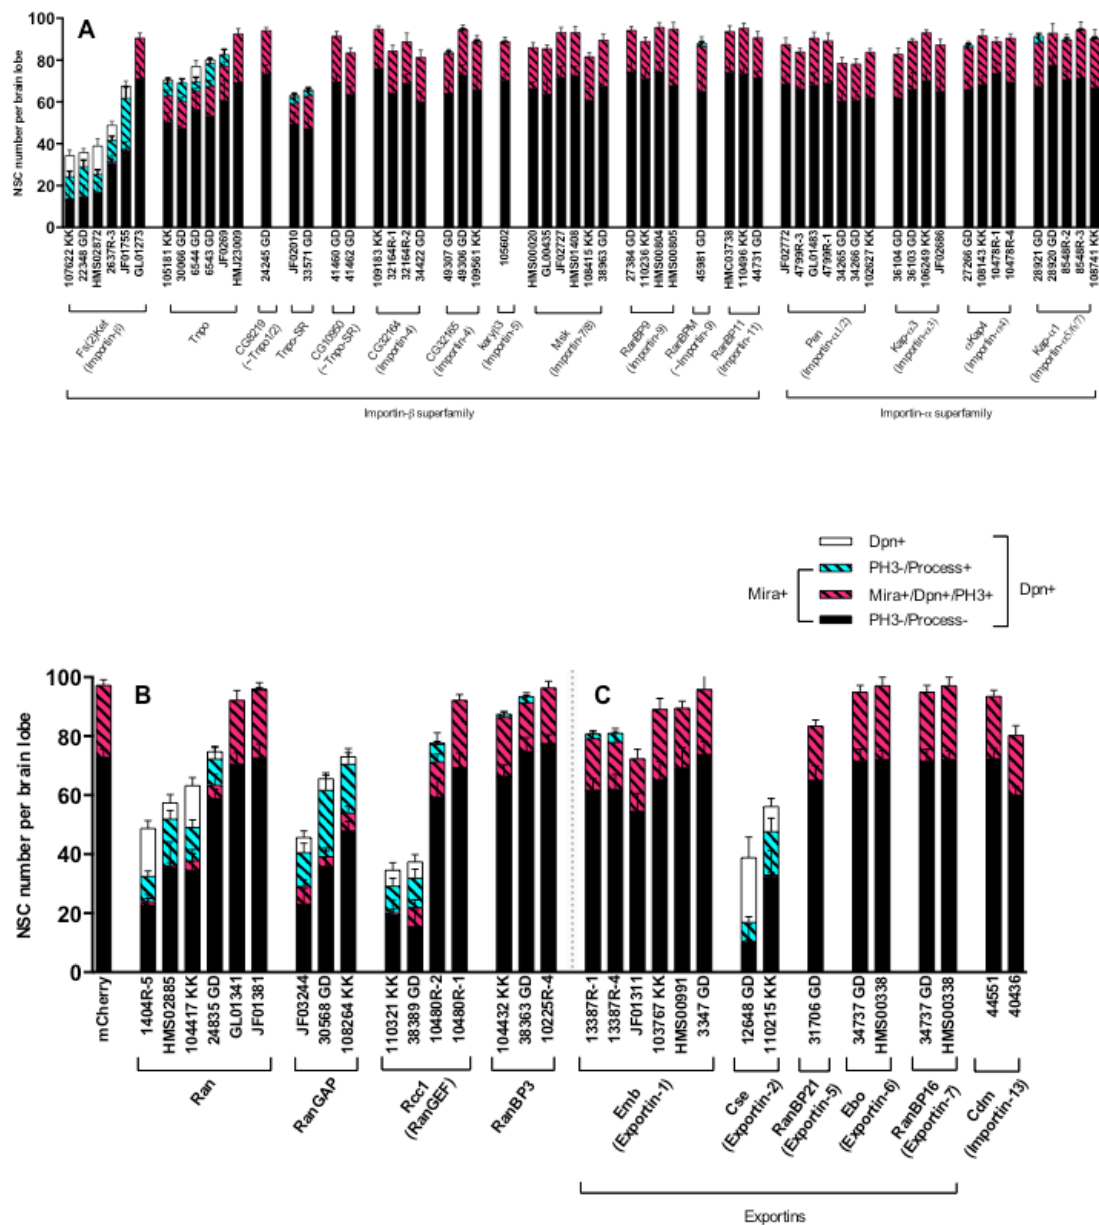 A
NSC number per brain lobe
100
80
60
40
20
0
107622 KK
22348 GD
HMS02872
2637R-3
JF01755
GL01273
105181 KK
30066 GD
6544 GD
6543 GD
JF0269
HMJ23009
24245 GD
JF02010
33571 GD
41460 GD
41462 GD
109183 KK
32164R-1
32164R-2
34422 GD
49307 GD
49306 GD
109561 KK
105602
HMS00020
GL00435
JF02727
HMS01408
108415 KK
38963 GD
27384 GD
110236 KK
HMS00804
HMS00805
45981 GD
HMC03738
110496 KK
44731 GD
JF02772
4799R-3
GL01483
4799R-1
34265 GD
34266 GD
102627 KK
36104 GD
36103 GD
106249 KK
JF02686
27266 GD
108143 KK
10478R-1
10478R-4
28921 GD
28920 GD
8548R-2
8548R-3
108741 KK
Fs(2)Ket
(Importin-β)
Tnpo
CG8219
(~Tnpo1/2)
Tnpo-SR
CG10950
(~Tnpo-SR)
CG32164
(Importin-4)
CG32165
(Importin-4)
karyβ3
(Importin-5)
Msk
(Importin-7/8)
RanBP9
(Importin-9)
RanBPM
(~Importin-9)
RanBP11
(Importin-11)
Pen
(Importin-α1/2)
Kap-α3
(Importin-α3)
αKap4
(Importin-α4)
Kap-α1
(Importin-α5/6/7)
Importin-β superfamily
Importin-α superfamily
Dpn+
PH3-/Process+
Mira+/Dpn+/PH3+
PH3-/Process-
Mira+
Dpn+
B
C
NSC number per brain lobe
100
80
60
40
20
0
mCherry
1404R-5
HMS02885
104417 KK
24835 GD
GL01341
JF01381
JF03244
30568 GD
108264 KK
110321 KK
38389 GD
10480R-2
10480R-1
104432 KK
38363 GD
10225R-4
13387R-1
13387R-4
JF01311
103767 KK
HMS00991
3347 GD
12648 GD
110215 KK
31706 GD
34737 GD
HMS00338
34737 GD
HMS00338
44551
40436
Ran
RanGAP
Rcc1
(RanGEF)
RanBP3
Emb
(Exportin-1)
Cse
(Exportin-2)
RanBP21
(Exportin-5)
Ebo
(Exportin-6)
RanBP16
(Exportin-7)
Cdm
(Importin-13)
Exportins